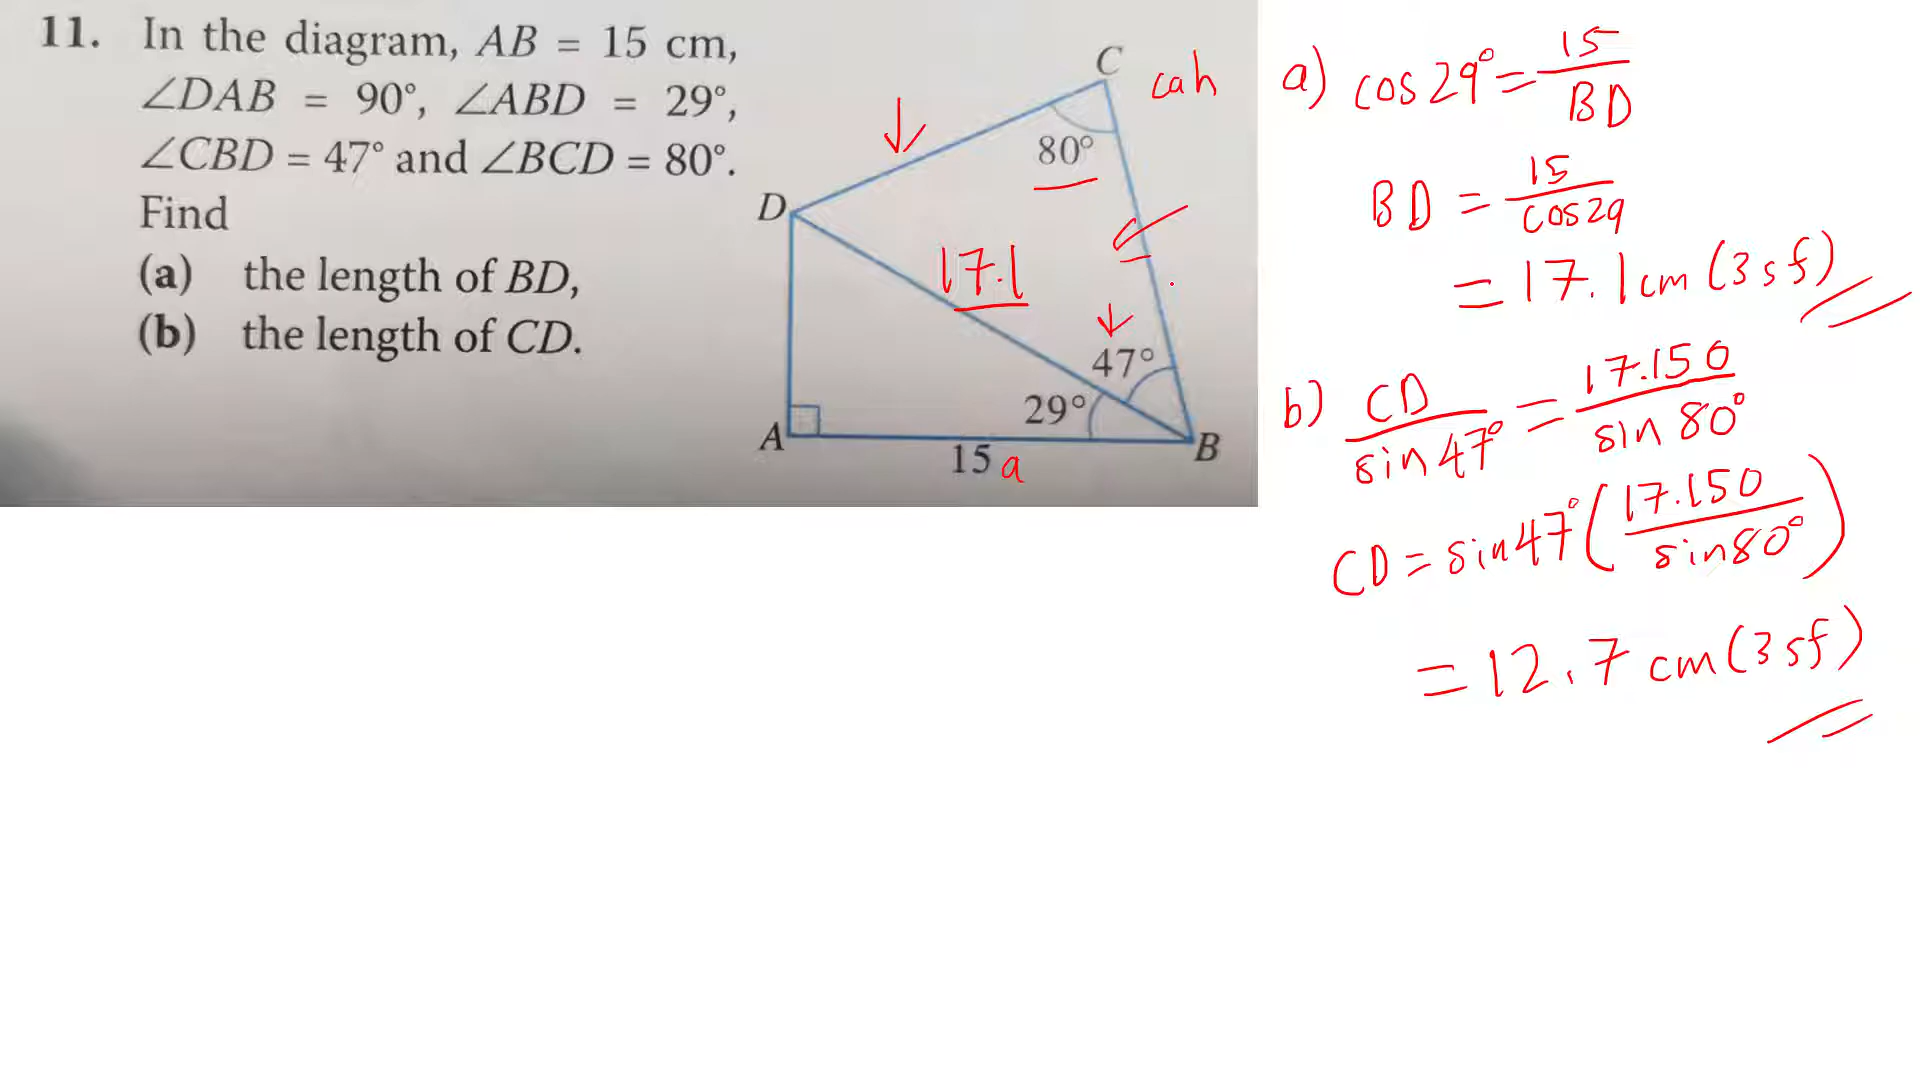 11. In the diagram, AB = 15 cm,
∠DAB = 90°, ∠ABD = 29°,
∠CBD = 47° and ∠BCD = 80°.
Find
(a) the length of BD,
(b) the length of CD.
C
cah
80°
D
17.1
47°
29°
A
B
15 a
a) cos 29° = 15/BD
BD = 15/cos 29
= 17.1 cm (3 sf)
b) CD/sin 47° = 17.150/sin 80°
CD = sin 47° (17.150/sin 80°)
= 12.7 cm (3 sf)